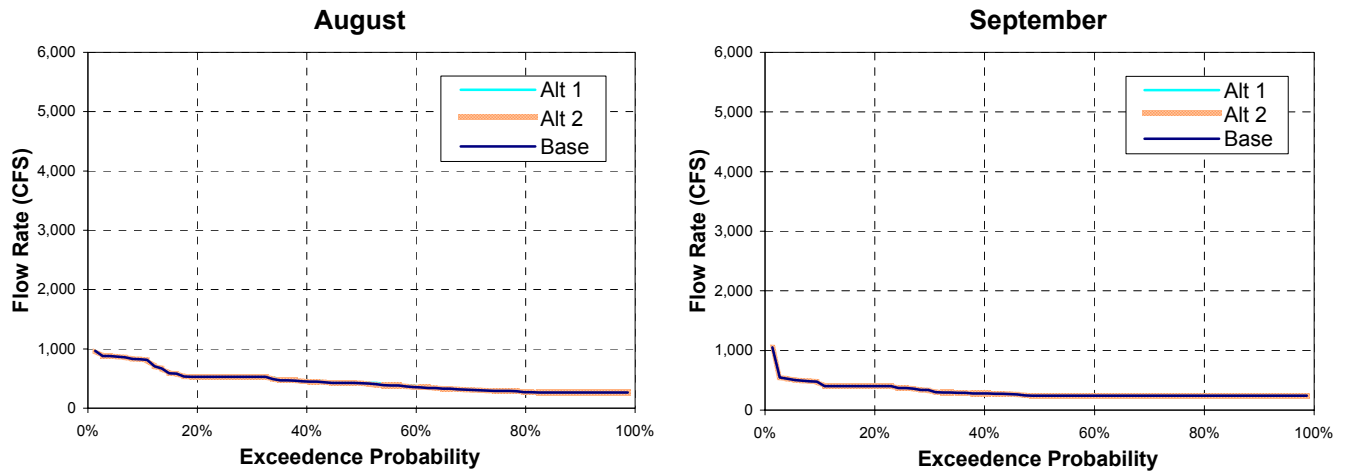 August
Flow Rate (CFS)
6,000
5,000
4,000
3,000
2,000
1,000
0
Alt 1
Alt 2
Base
0% 20% 40% 60% 80% 100%
Exceedence Probability
September
Flow Rate (CFS)
6,000
5,000
4,000
3,000
2,000
1,000
0
Alt 1
Alt 2
Base
0% 20% 40% 60% 80% 100%
Exceedence Probability